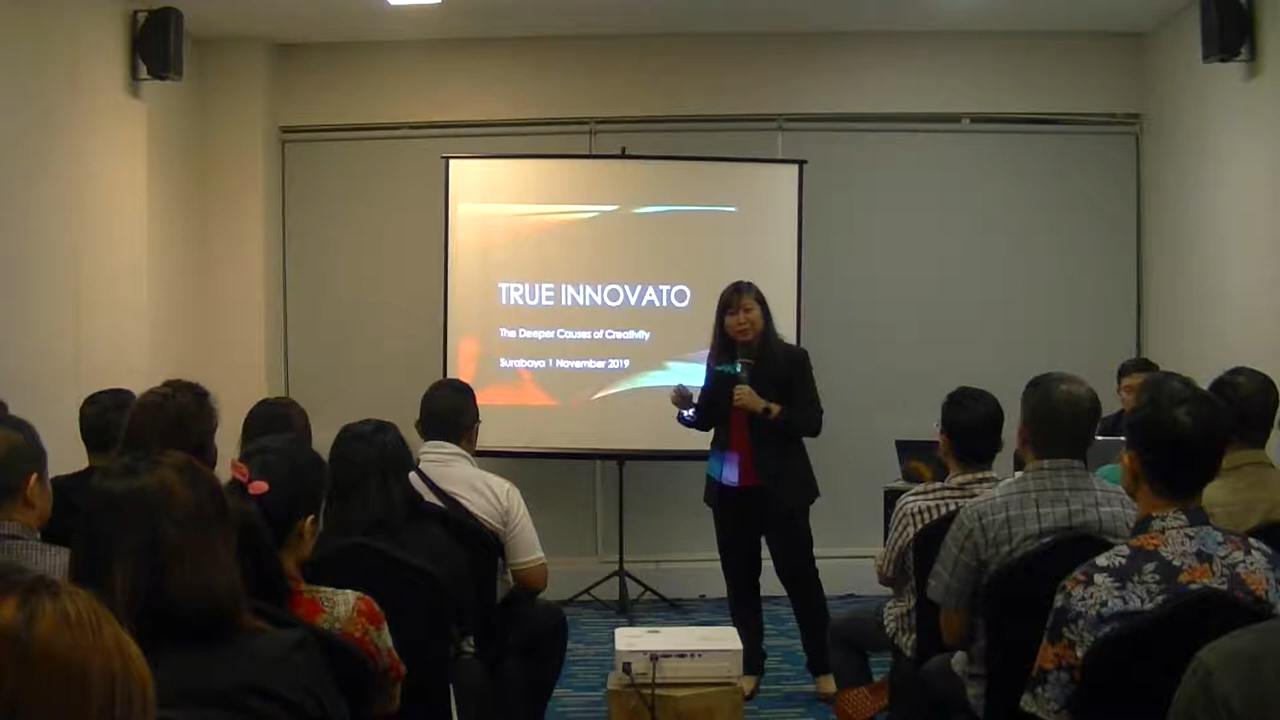 TRUE INNOVATO
The Deeper Causes of Creativity
Surabaya 1 November 2019